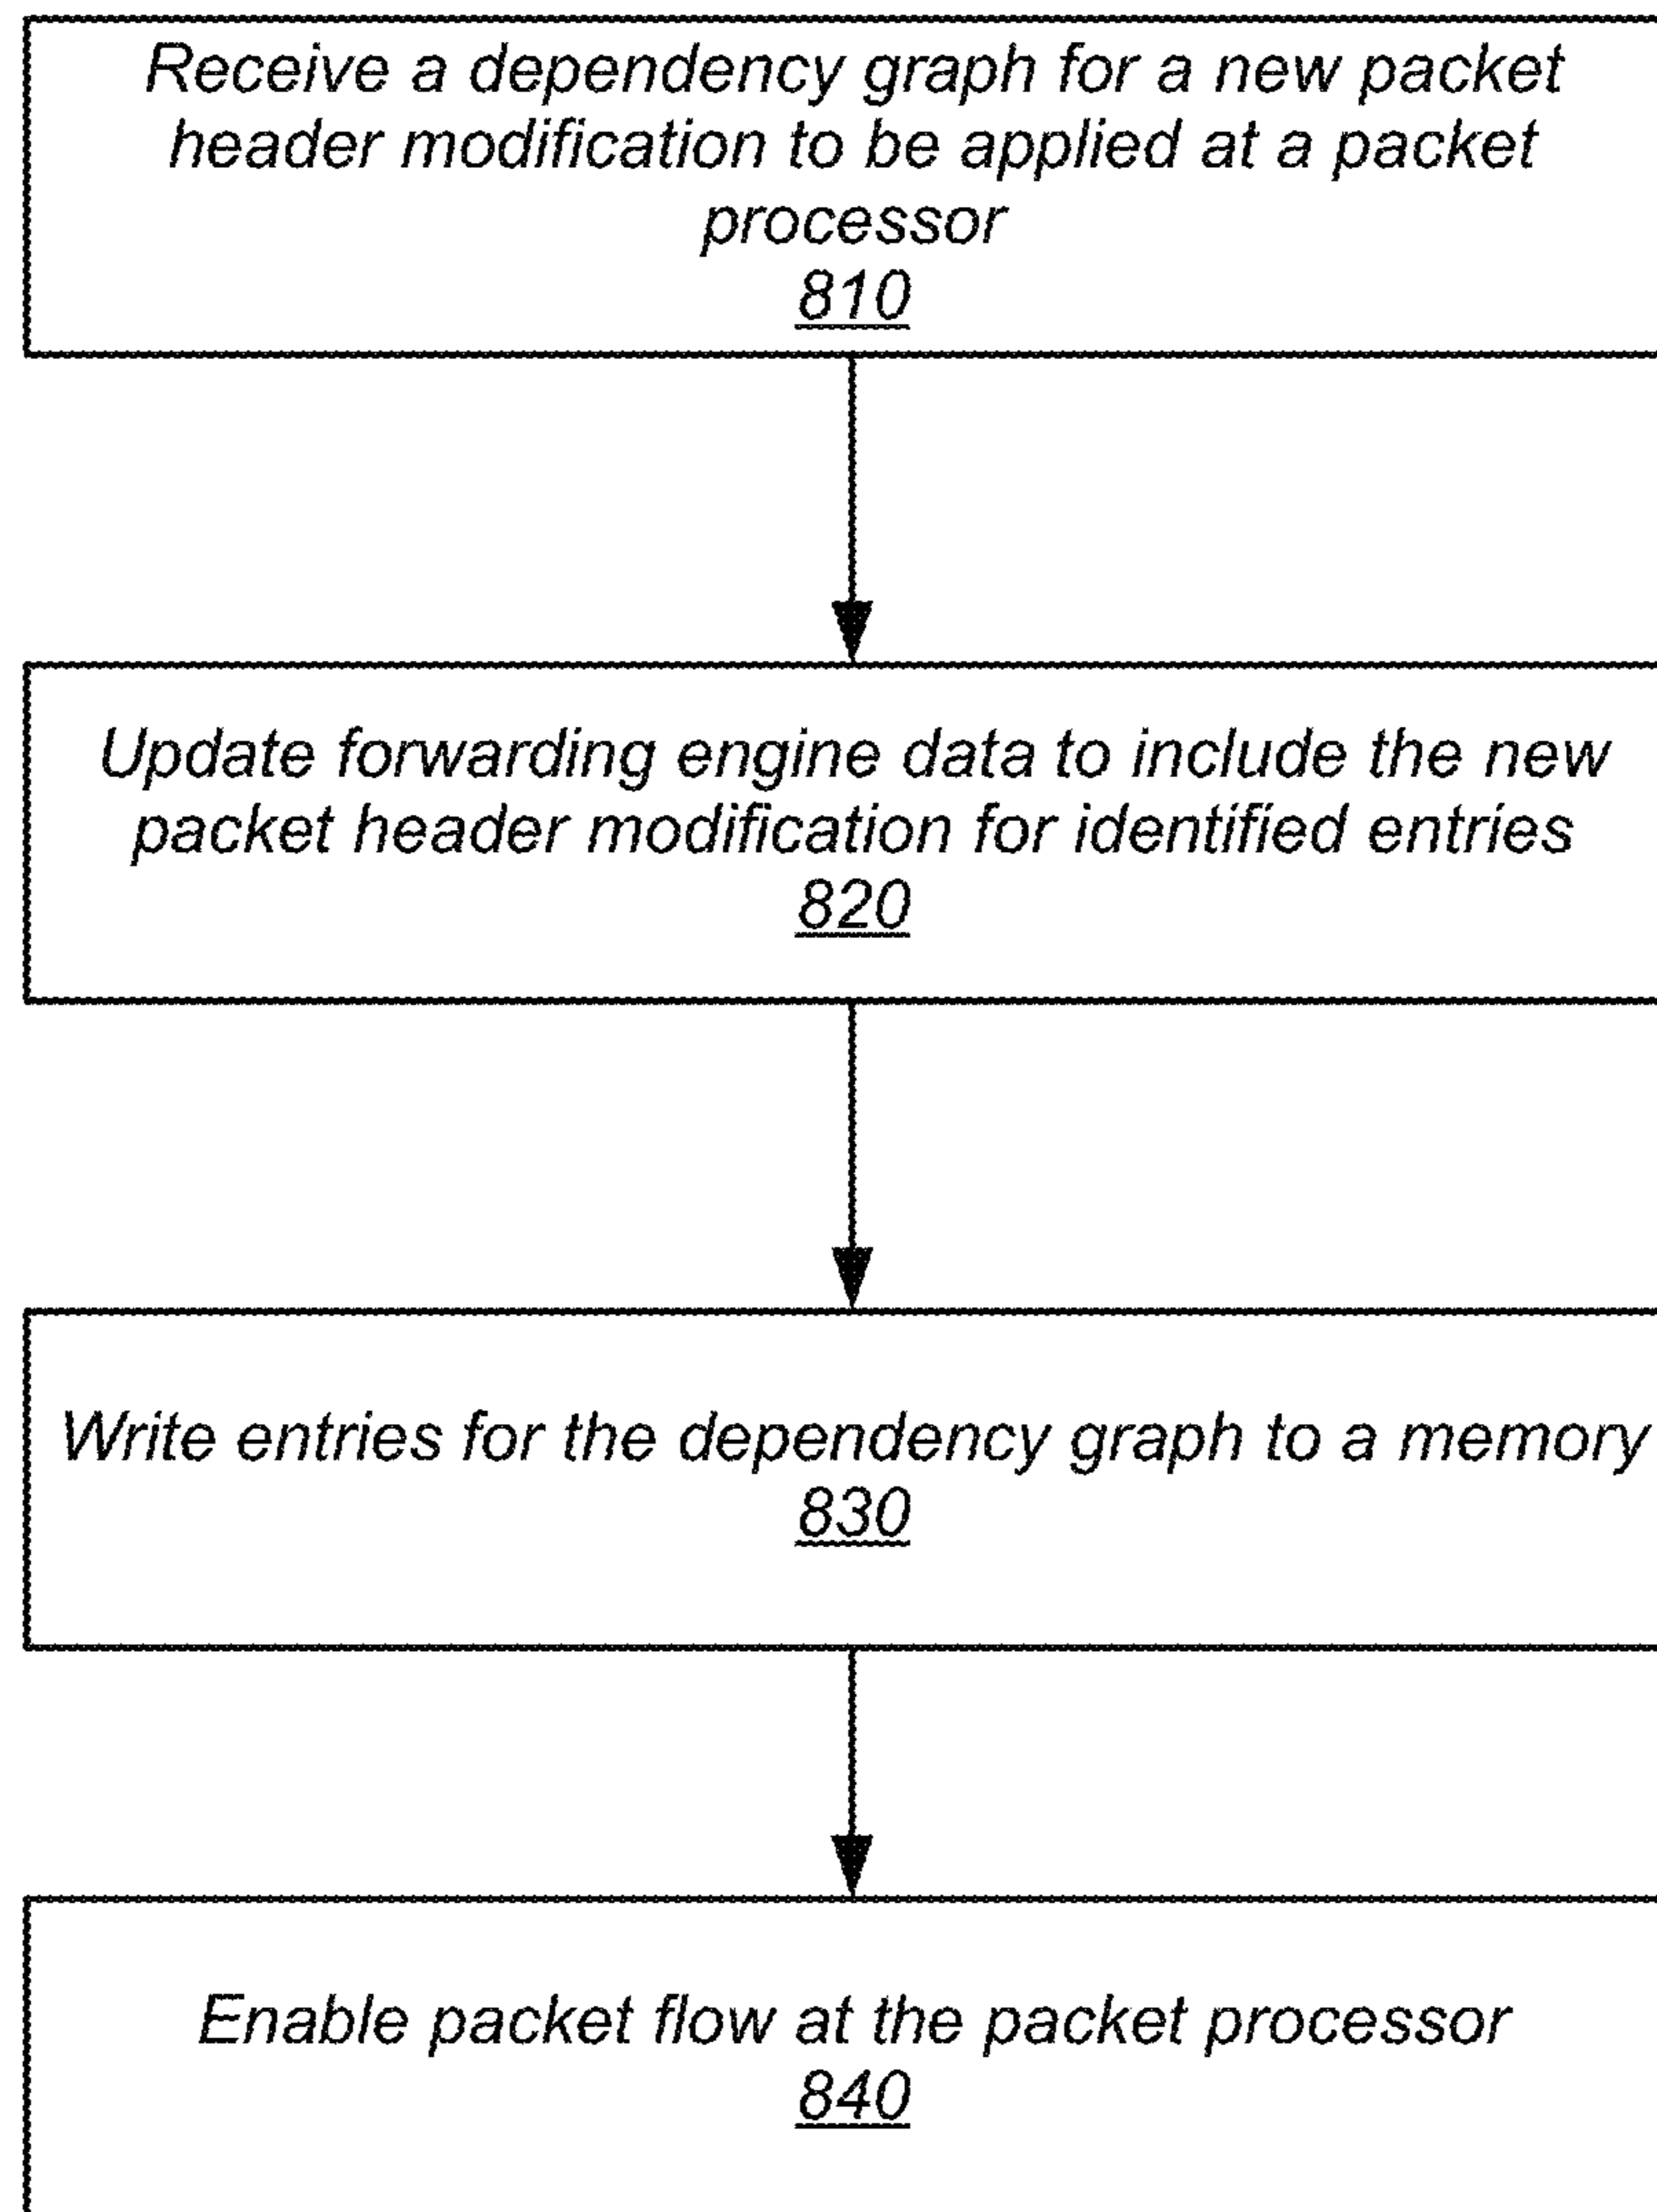 Receive a dependency graph for a new packet
header modification to be applied at a packet
processor
810
Update forwarding engine data to include the new
packet header modification for identified entries
820
Write entries for the dependency graph to a memory
830
Enable packet flow at the packet processor
840